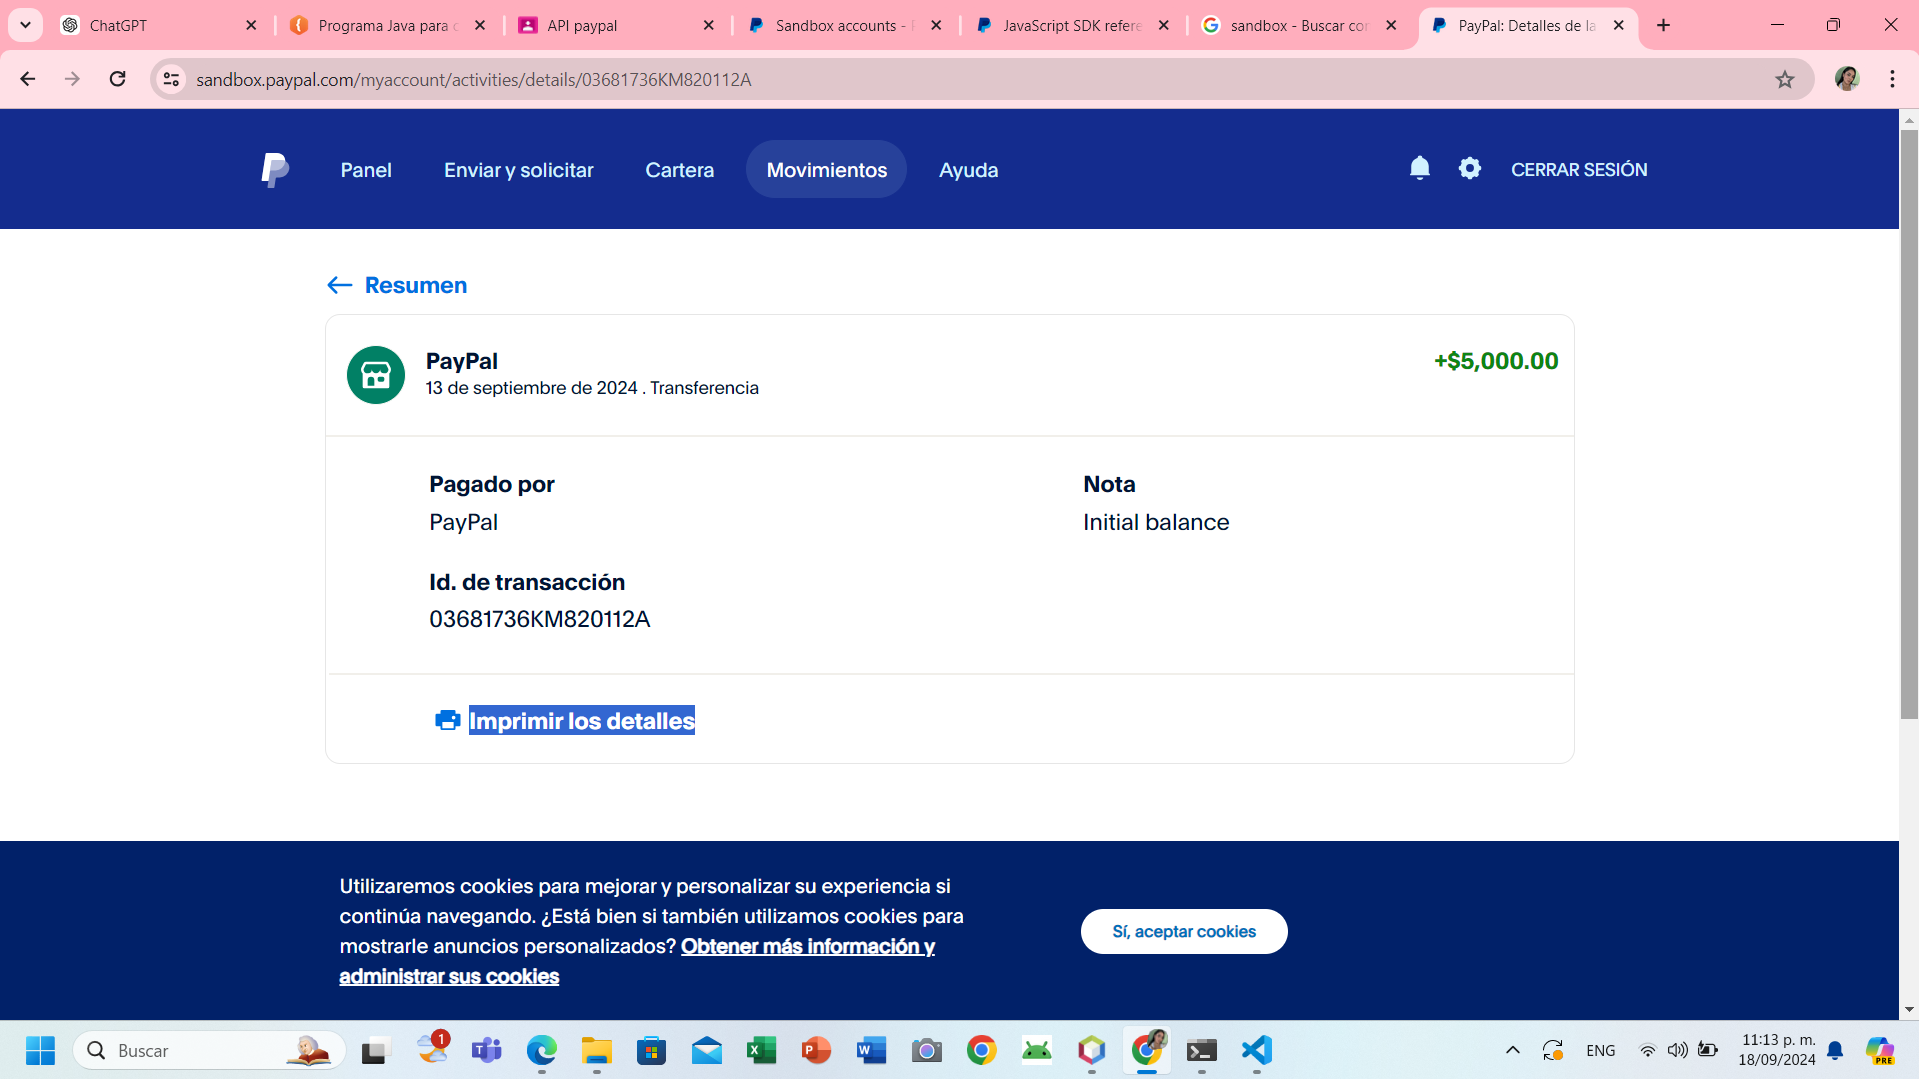 ChatGPT
Programa Java para c
API paypal
Sandbox accounts - P
JavaScript SDK refere
sandbox - Buscar con
PayPal: Detalles de la
sandbox.paypal.com/myaccount/activities/details/03681736KM820112A
Panel
Enviar y solicitar
Cartera
Movimientos
Ayuda
CERRAR SESIÓN
Resumen
PayPal
+$5,000.00
13 de septiembre de 2024 . Transferencia
Pagado por
PayPal
Nota
Initial balance
Id. de transacción
03681736KM820112A
Imprimir los detalles
Utilizaremos cookies para mejorar y personalizar su experiencia si
continúa navegando. ¿Está bien si también utilizamos cookies para
mostrarle anuncios personalizados? Obtener más información y
administrar sus cookies
Sí, aceptar cookies
Buscar
1
ENG
11:13 p. m.
18/09/2024
PRE